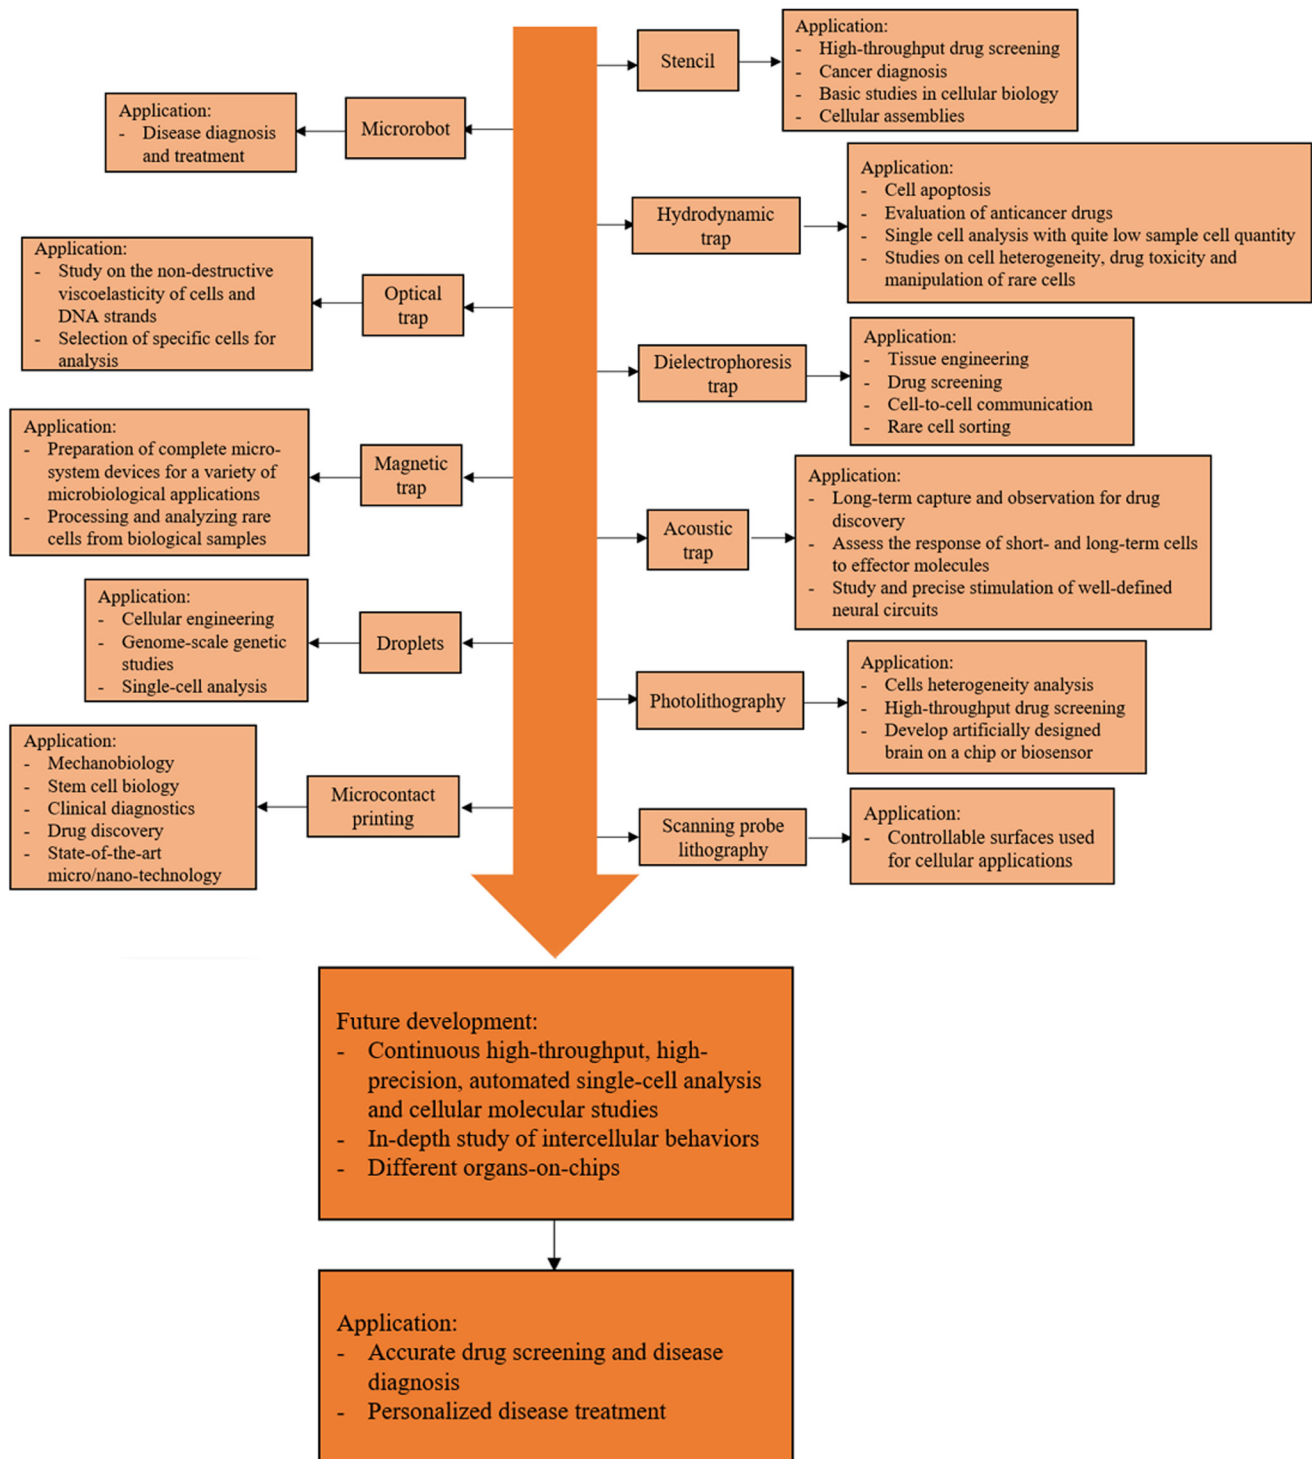 Stencil
Application:
- High-throughput drug screening
- Cancer diagnosis
- Basic studies in cellular biology
- Cellular assemblies
Microrobot
Application:
- Disease diagnosis
and treatment
Hydrodynamic
trap
Application:
- Cell apoptosis
- Evaluation of anticancer drugs
- Single cell analysis with quite low sample cell quantity
- Studies on cell heterogeneity, drug toxicity and
manipulation of rare cells
Optical
trap
Application:
- Study on the non-destructive
viscoelasticity of cells and
DNA strands
- Selection of specific cells for
analysis
Dielectrophoresis
trap
Application:
- Tissue engineering
- Drug screening
- Cell-to-cell communication
- Rare cell sorting
Magnetic
trap
Application:
- Preparation of complete micro-
system devices for a variety of
microbiological applications
- Processing and analyzing rare
cells from biological samples
Acoustic
trap
Application:
- Long-term capture and observation for drug
discovery
- Assess the response of short- and long-term cells
to effector molecules
- Study and precise stimulation of well-defined
neural circuits
Droplets
Application:
- Cellular engineering
- Genome-scale genetic
studies
- Single-cell analysis
Photolithography
Application:
- Cells heterogeneity analysis
- High-throughput drug screening
- Develop artificially designed
brain on a chip or biosensor
Microcontact
printing
Application:
- Mechanobiology
- Stem cell biology
- Clinical diagnostics
- Drug discovery
- State-of-the-art
micro/nano-technology
Scanning probe
lithography
Application:
- Controllable surfaces used
for cellular applications
Future development:
- Continuous high-throughput, high-
precision, automated single-cell analysis
and cellular molecular studies
- In-depth study of intercellular behaviors
- Different organs-on-chips
Application:
- Accurate drug screening and disease
diagnosis
- Personalized disease treatment